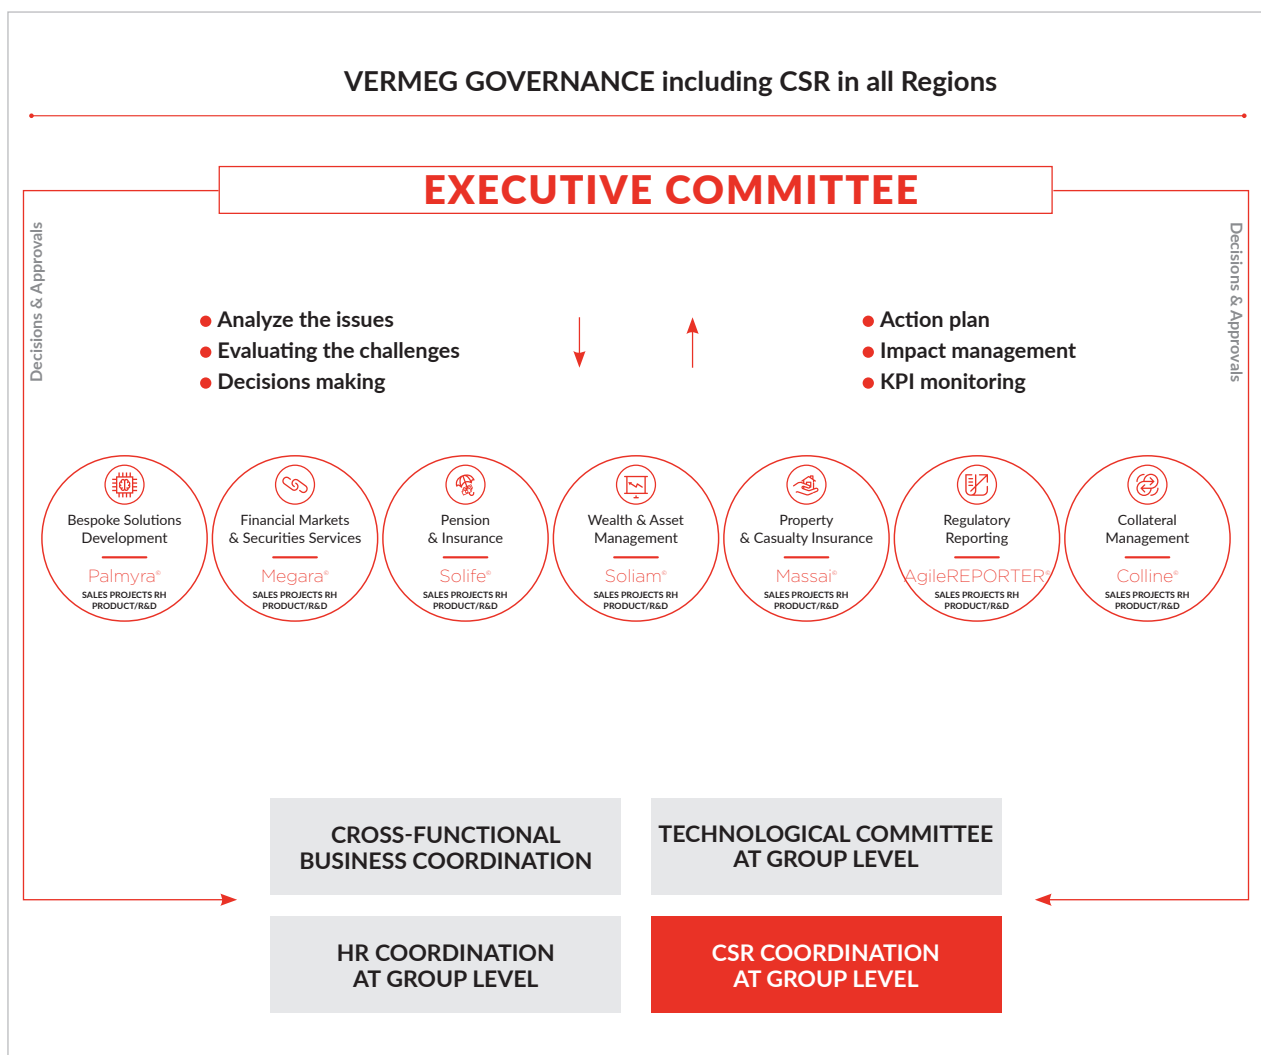 VERMEG GOVERNANCE including CSR in all Regions
EXECUTIVE COMMITTEE
Decisions & Approvals
Decisions & Approvals
Analyze the issues
Evaluating the challenges
Decisions making
Action plan
Impact management
KPI monitoring
Bespoke Solutions
Development
Palmyra®
SALES PROJECTS RH
PRODUCT/R&D
Financial Markets
& Securities Services
Megara®
SALES PROJECTS RH
PRODUCT/R&D
Pension
& Insurance
Solife®
SALES PROJECTS RH
PRODUCT/R&D
Wealth & Asset
Management
Soliam®
SALES PROJECTS RH
PRODUCT/R&D
Property
& Casualty Insurance
Massai®
SALES PROJECTS RH
PRODUCT/R&D
Regulatory
Reporting
AgileREPORTER®
SALES PROJECTS RH
PRODUCT/R&D
Collateral
Management
Colline®
SALES PROJECTS RH
PRODUCT/R&D
CROSS-FUNCTIONAL
BUSINESS COORDINATION
TECHNOLOGICAL COMMITTEE
AT GROUP LEVEL
HR COORDINATION
AT GROUP LEVEL
CSR COORDINATION
AT GROUP LEVEL